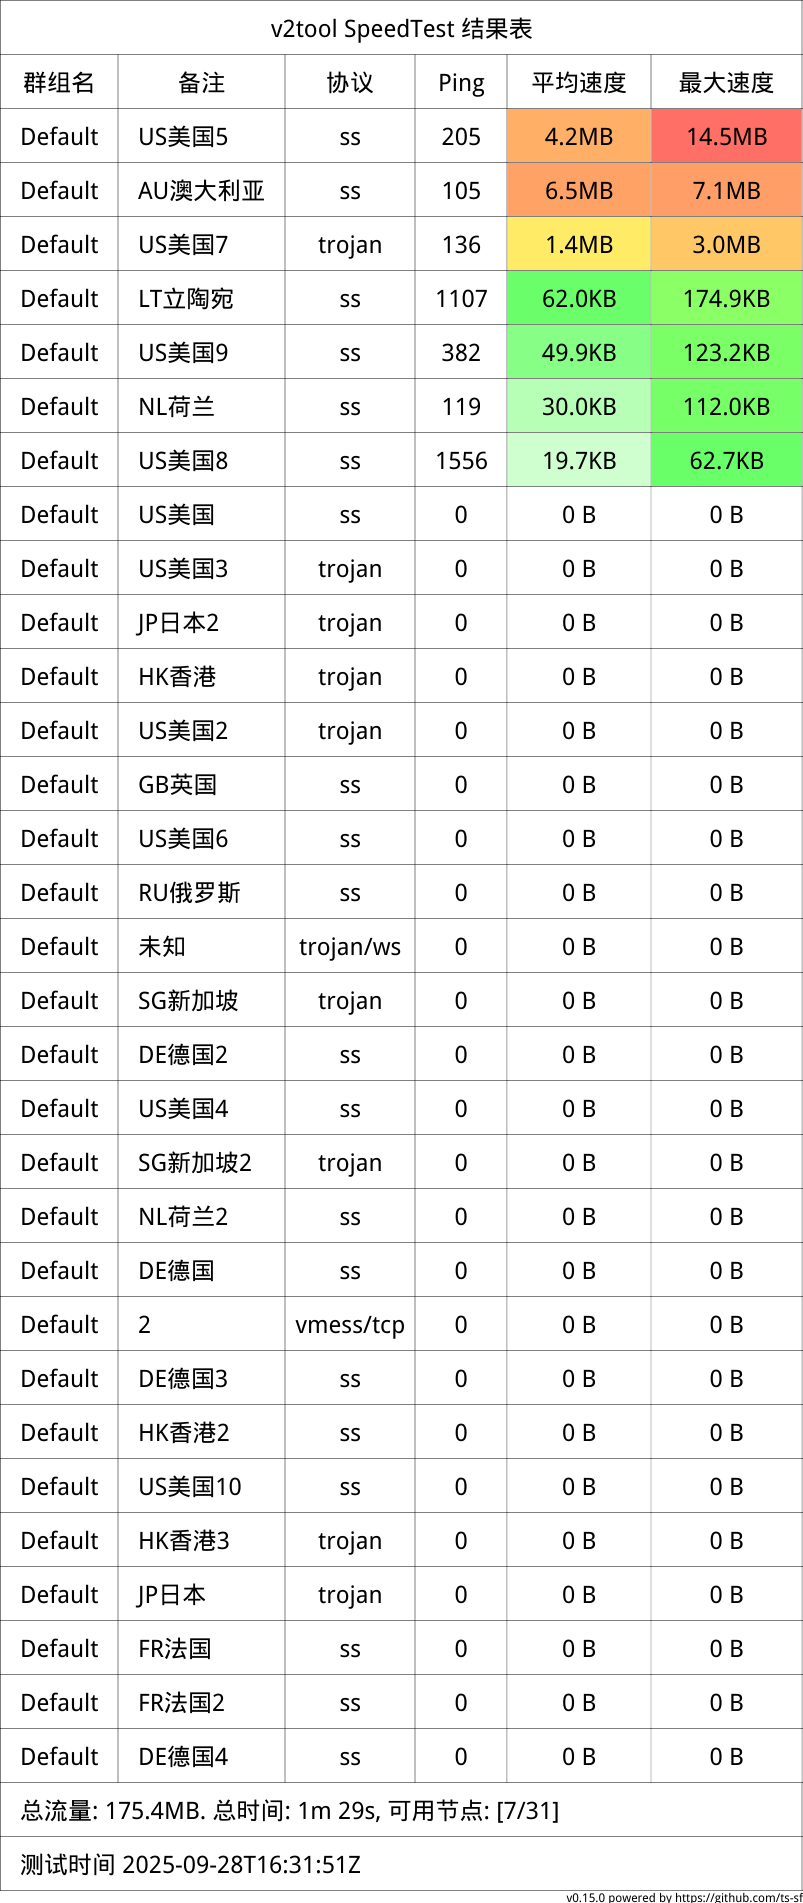 v2tool SpeedTest 结果表
群组名 备注 协议 Ping 平均速度 最大速度
Default US美国5 ss 205 4.2MB 14.5MB
Default AU澳大利亚 ss 105 6.5MB 7.1MB
Default US美国7 trojan 136 1.4MB 3.0MB
Default LT立陶宛 ss 1107 62.0KB 174.9KB
Default US美国9 ss 382 49.9KB 123.2KB
Default NL荷兰 ss 119 30.0KB 112.0KB
Default US美国8 ss 1556 19.7KB 62.7KB
Default US美国 ss 0 0 B 0 B
Default US美国3 trojan 0 0 B 0 B
Default JP日本2 trojan 0 0 B 0 B
Default HK香港 trojan 0 0 B 0 B
Default US美国2 trojan 0 0 B 0 B
Default GB英国 ss 0 0 B 0 B
Default US美国6 ss 0 0 B 0 B
Default RU俄罗斯 ss 0 0 B 0 B
Default 未知 trojan/ws 0 0 B 0 B
Default SG新加坡 trojan 0 0 B 0 B
Default DE德国2 ss 0 0 B 0 B
Default US美国4 ss 0 0 B 0 B
Default SG新加坡2 trojan 0 0 B 0 B
Default NL荷兰2 ss 0 0 B 0 B
Default DE德国 ss 0 0 B 0 B
Default 2 vmess/tcp 0 0 B 0 B
Default DE德国3 ss 0 0 B 0 B
Default HK香港2 ss 0 0 B 0 B
Default US美国10 ss 0 0 B 0 B
Default HK香港3 trojan 0 0 B 0 B
Default JP日本 trojan 0 0 B 0 B
Default FR法国 ss 0 0 B 0 B
Default FR法国2 ss 0 0 B 0 B
Default DE德国4 ss 0 0 B 0 B
总流量: 175.4MB. 总时间: 1m 29s, 可用节点: [7/31]
测试时间 2025-09-28T16:31:51Z
v0.15.0 powered by https://github.com/ts-sf